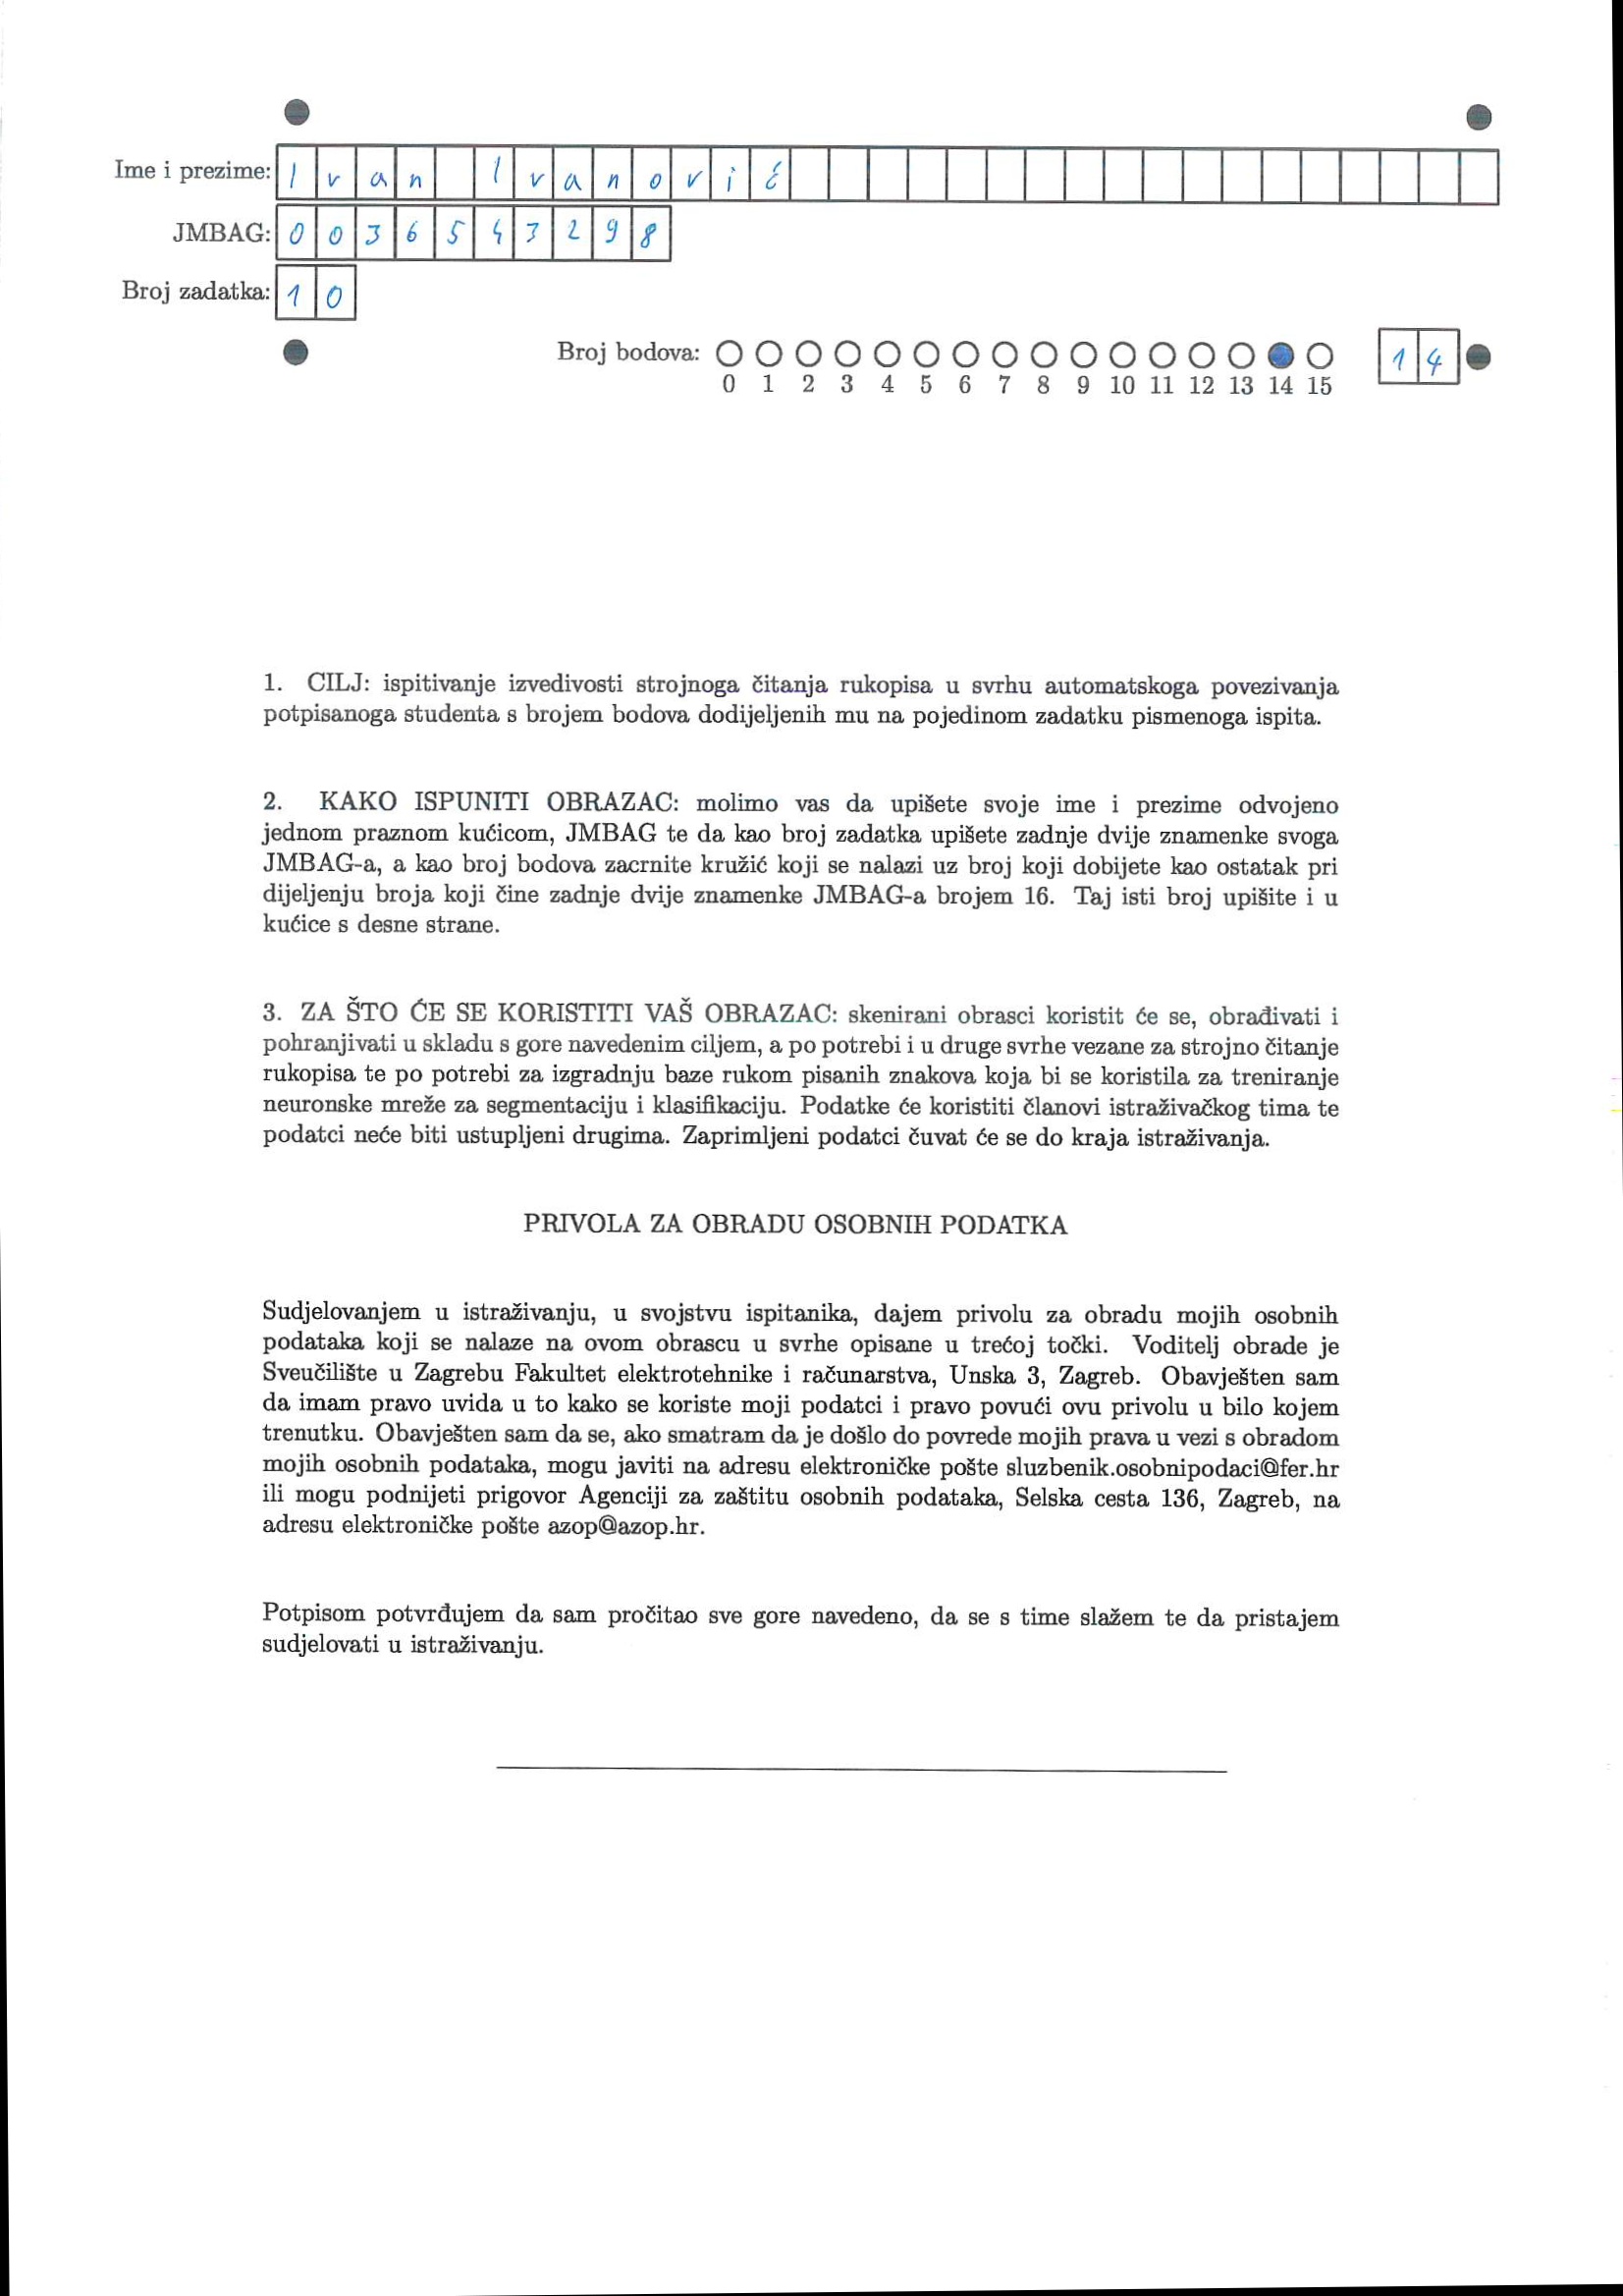 Ime i prezime: Ivan Ivanović
JMBAG: 0036543298
Broj zadatka: 10
Broj bodova: 0 1 2 3 4 5 6 7 8 9 10 11 12 13 14 15 14
1. CILJ: ispitivanje izvedivosti strojnoga čitanja rukopisa u svrhu automatskoga povezivanja
potpisanoga studenta s brojem bodova dodijeljenih mu na pojedinom zadatku pismenoga ispita.
2. KAKO ISPUNITI OBRAZAC: molimo vas da upišete svoje ime i prezime odvojeno
jednom praznom kućicom, JMBAG te da kao broj zadatka upišete zadnje dvije znamenke svoga
JMBAG-a, a kao broj bodova zacrnite kružić koji se nalazi uz broj koji dobijete kao ostatak pri
dijeljenju broja koji čine zadnje dvije znamenke JMBAG-a brojem 16. Taj isti broj upišite i u
kućice s desne strane.
3. ZA ŠTO ĆE SE KORISTITI VAŠ OBRAZAC: skenirani obrasci koristit će se, obrađivati i
pohranjivati u skladu s gore navedenim ciljem, a po potrebi i u druge svrhe vezane za strojno čitanje
rukopisa te po potrebi za izgradnju baze rukom pisanih znakova koja bi se koristila za treniranje
neuronske mreže za segmentaciju i klasifikaciju. Podatke će koristiti članovi istraživačkog tima te
podatci neće biti ustupljeni drugima. Zaprimljeni podatci čuvat će se do kraja istraživanja.
PRIVOLA ZA OBRADU OSOBNIH PODATKA
Sudjelovanjem u istraživanju, u svojstvu ispitanika, dajem privolu za obradu mojih osobnih
podataka koji se nalaze na ovom obrascu u svrhe opisane u trećoj točki. Voditelj obrade je
Sveučilište u Zagrebu Fakultet elektrotehnike i računarstva, Unska 3, Zagreb. Obavješten sam
da imam pravo uvida u to kako se koriste moji podatci i pravo povući ovu privolu u bilo kojem
trenutku. Obavješten sam da se, ako smatram da je došlo do povrede mojih prava u vezi s obradom
mojih osobnih podataka, mogu javiti na adresu elektroničke pošte sluzbenik.osobnipodaci@fer.hr
ili mogu podnijeti prigovor Agenciji za zaštitu osobnih podataka, Selska cesta 136, Zagreb, na
adresu elektroničke pošte azop@azop.hr.
Potpisom potvrđujem da sam pročitao sve gore navedeno, da se s time slažem te da pristajem
sudjelovati u istraživanju.